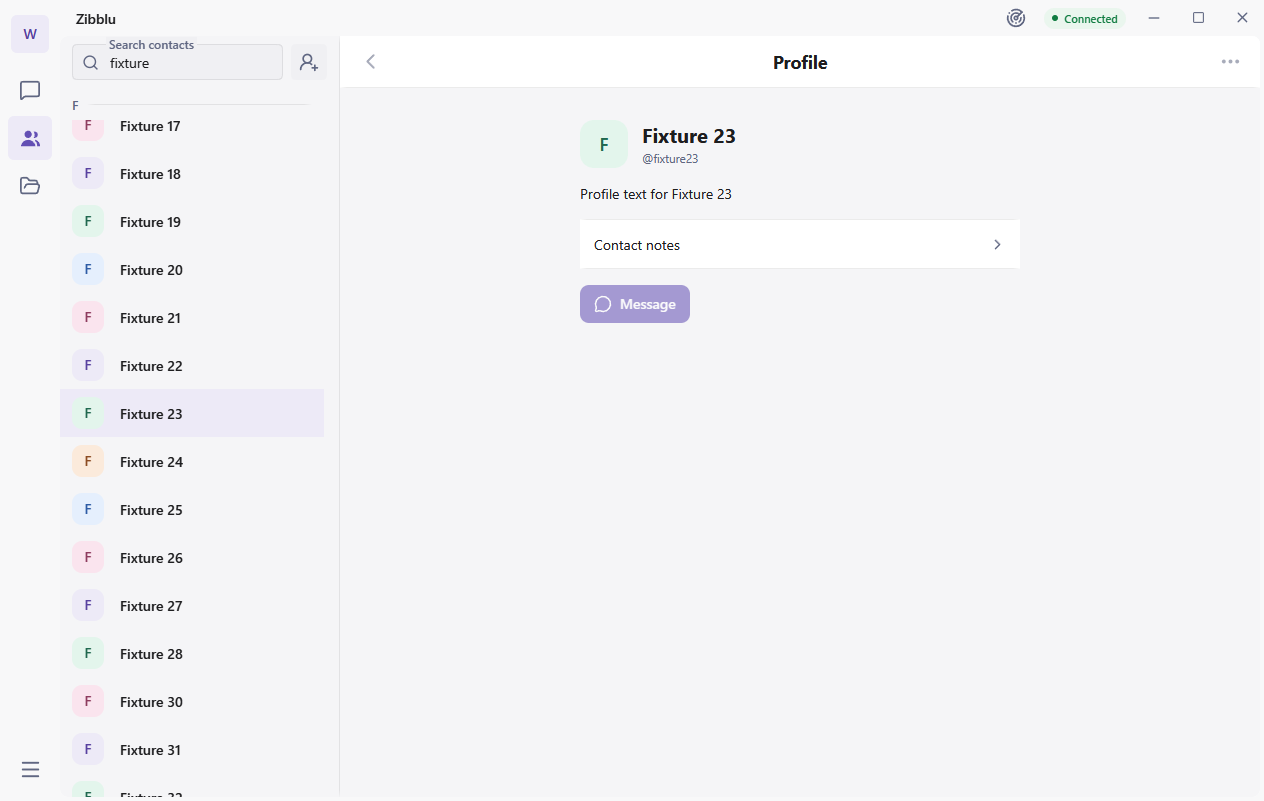 W
Zibblu
Connected
Search contacts
fixture
F
F Fixture 17
F Fixture 18
F Fixture 19
F Fixture 20
F Fixture 21
F Fixture 22
F Fixture 23
F Fixture 24
F Fixture 25
F Fixture 26
F Fixture 27
F Fixture 28
F Fixture 30
F Fixture 31
F Fixture 32
Profile
F
Fixture 23
@fixture23
Profile text for Fixture 23
Contact notes
Message